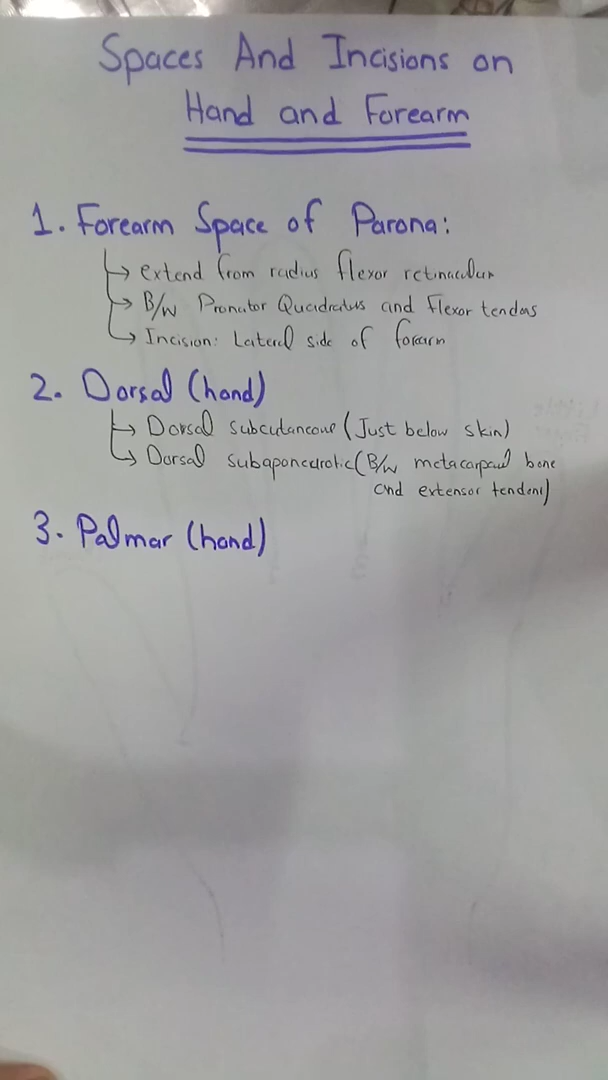 Spaces And Incisions on
Hand and Forearm
1. Forearm Space of Parona:
→ extend from radius flexor retinaculum
→ B/W Pronator Quadratus and Flexor tendons
→ Incision: Lateral side of forearm
2. Dorsal (hand)
→ Dorsal subcutaneous (Just below skin)
→ Dorsal subaponeurotic (B/W metacarpal bone
and extensor tendens)
3. Palmar (hand)